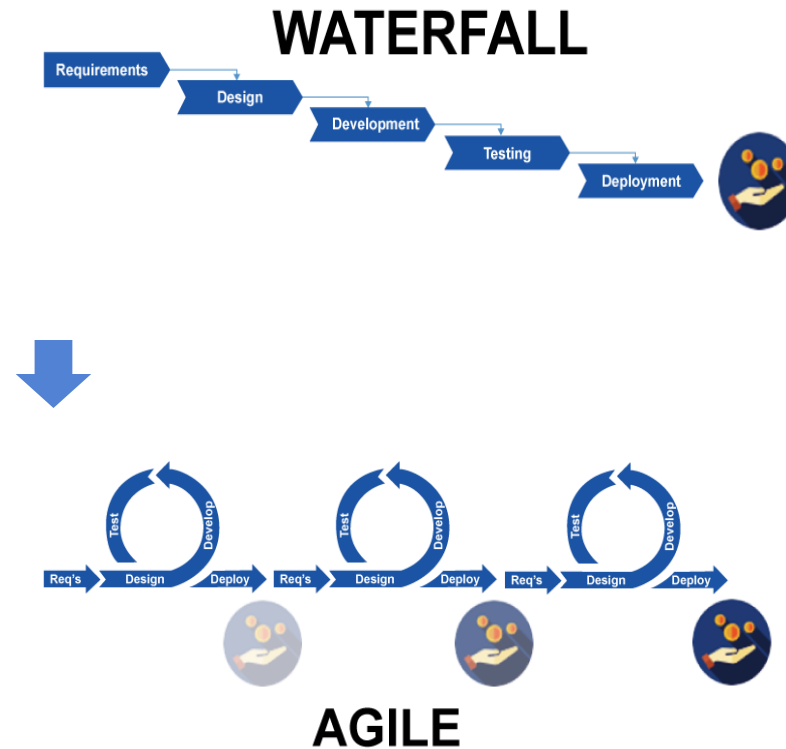 WATERFALL
Requirements
Design
Development
Testing
Deployment
Test
Develop
Req's
Design
Deploy
Test
Develop
Req's
Design
Deploy
Test
Develop
Req's
Design
Deploy
AGILE